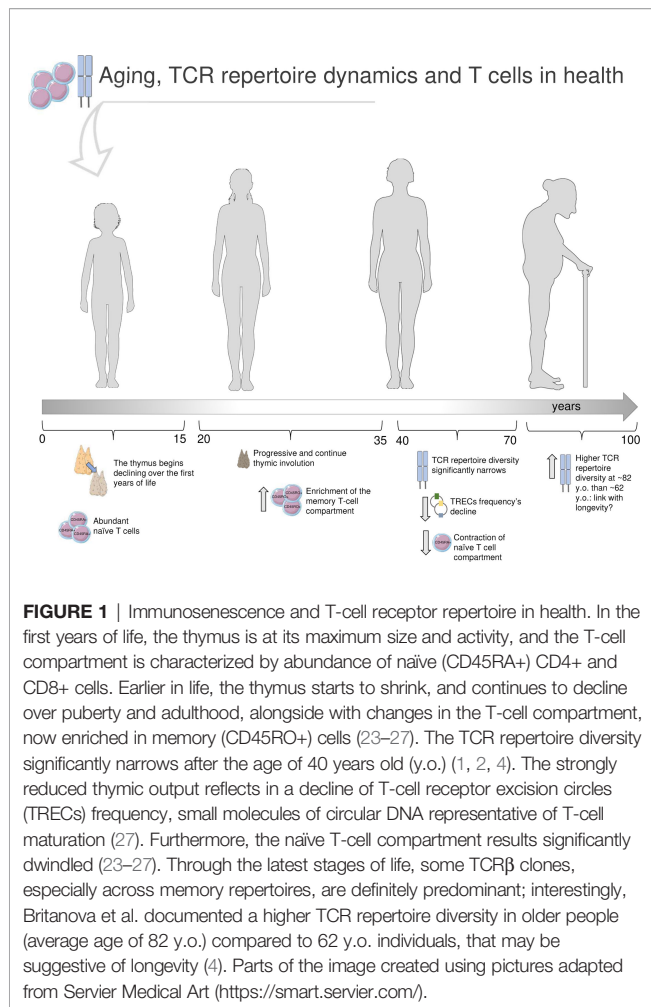 Aging, TCR repertoire dynamics and T cells in health
years
0
15
20
35
40
70
100
The thymus begins
declining over the first
years of life
Abundant
naïve T cells
Progressive and continue
thymic involution
Enrichment of the
memory T-cell
compartment
TCR repertoire diversity
significantly narrows
TRECs frequency's
decline
Contraction of
naïve T cell
compartment
Higher TCR
repertoire
diversity at ~82
y.o. than ~62
y.o.: link with
longevity?
FIGURE 1 | Immunosenescence and T-cell receptor repertoire in health. In the
first years of life, the thymus is at its maximum size and activity, and the T-cell
compartment is characterized by abundance of naïve (CD45RA+) CD4+ and
CD8+ cells. Earlier in life, the thymus starts to shrink, and continues to decline
over puberty and adulthood, alongside with changes in the T-cell compartment,
now enriched in memory (CD45RO+) cells (23–27). The TCR repertoire diversity
significantly narrows after the age of 40 years old (y.o.) (1, 2, 4). The strongly
reduced thymic output reflects in a decline of T-cell receptor excision circles
(TRECs) frequency, small molecules of circular DNA representative of T-cell
maturation (27). Furthermore, the naïve T-cell compartment results significantly
dwindled (23–27). Through the latest stages of life, some TCRβ clones,
especially across memory repertoires, are definitely predominant; interestingly,
Britanova et al. documented a higher TCR repertoire diversity in older people
(average age of 82 y.o.) compared to 62 y.o. individuals, that may be
suggestive of longevity (4). Parts of the image created using pictures adapted
from Servier Medical Art (https://smart.servier.com/).